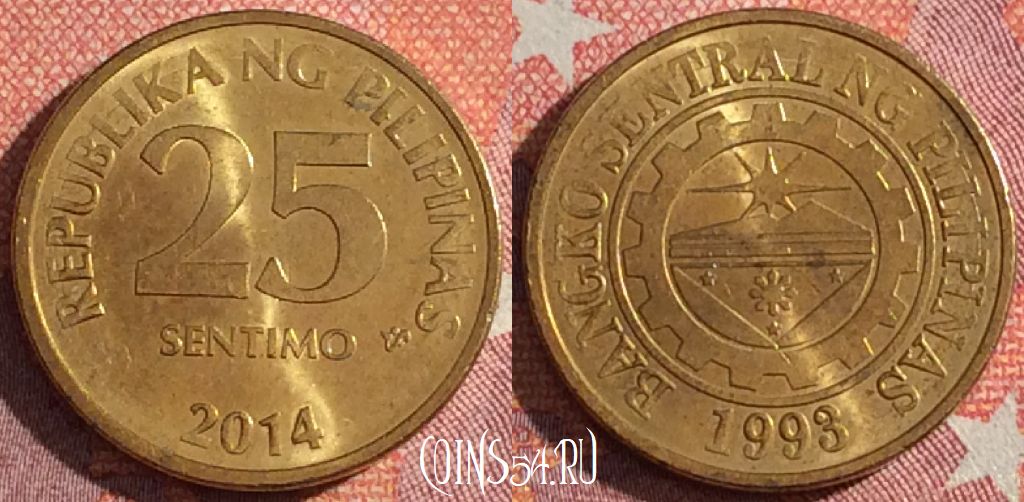 REPUBLIKA NG PILIPINAS
25
SENTIMO
2014
BANGKO SENTRAL NG PILIPINAS
1993
COINS54.RU